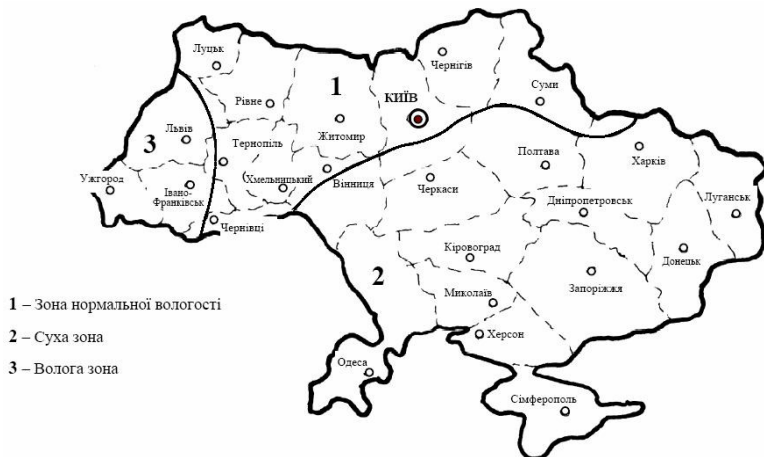 Луцьк
Чернігів
Рівне
1
КИЇВ
Суми
Житомир
3
Львів
Тернопіль
Полтава
Харків
Ужгород
Івано-
Франківськ
Хмельницький
Вінниця
Черкаси
Луганськ
Чернівці
Дніпропетровськ
Кіровоград
Донецьк
2
Запоріжжя
Миколаїв
Херсон
Одеса
Сімферополь
1 – Зона нормальної вологості
2 – Суха зона
3 – Волога зона